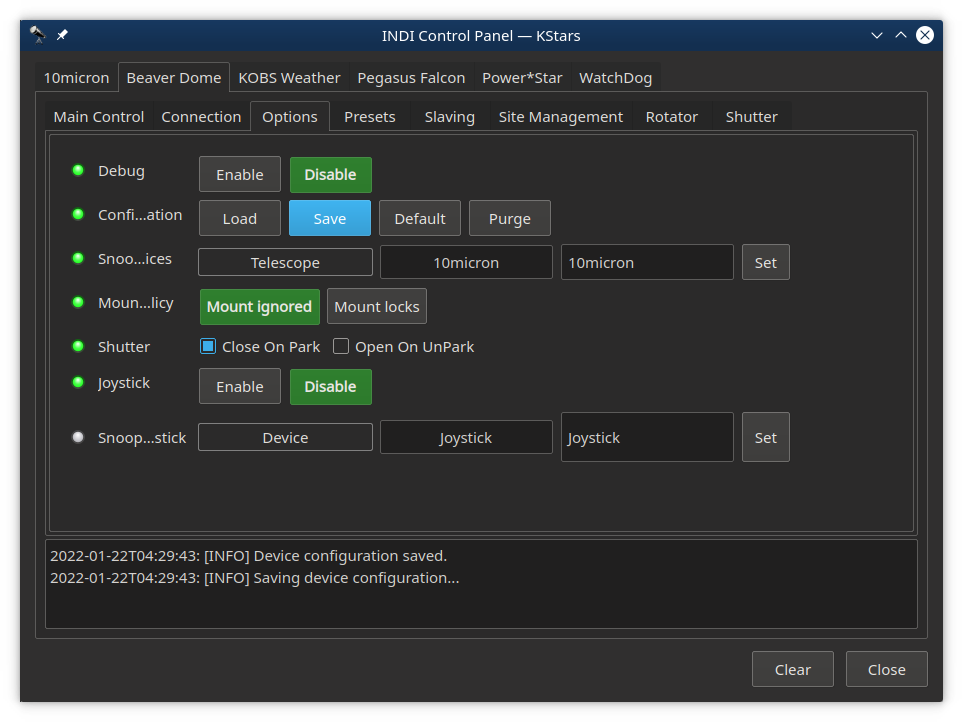 INDI Control Panel — KStars
10micron Beaver Dome KOBS Weather Pegasus Falcon Power*Star WatchDog
Main Control Connection Options Presets Slaving Site Management Rotator Shutter
Debug Enable Disable
Confi...ation Load Save Default Purge
Snoo...ices Telescope 10micron 10micron Set
Moun...licy Mount ignored Mount locks
Shutter Close On Park Open On UnPark
Joystick Enable Disable
Snoop...stick Device Joystick Joystick Set
2022-01-22T04:29:43: [INFO] Device configuration saved.
2022-01-22T04:29:43: [INFO] Saving device configuration...
Clear Close